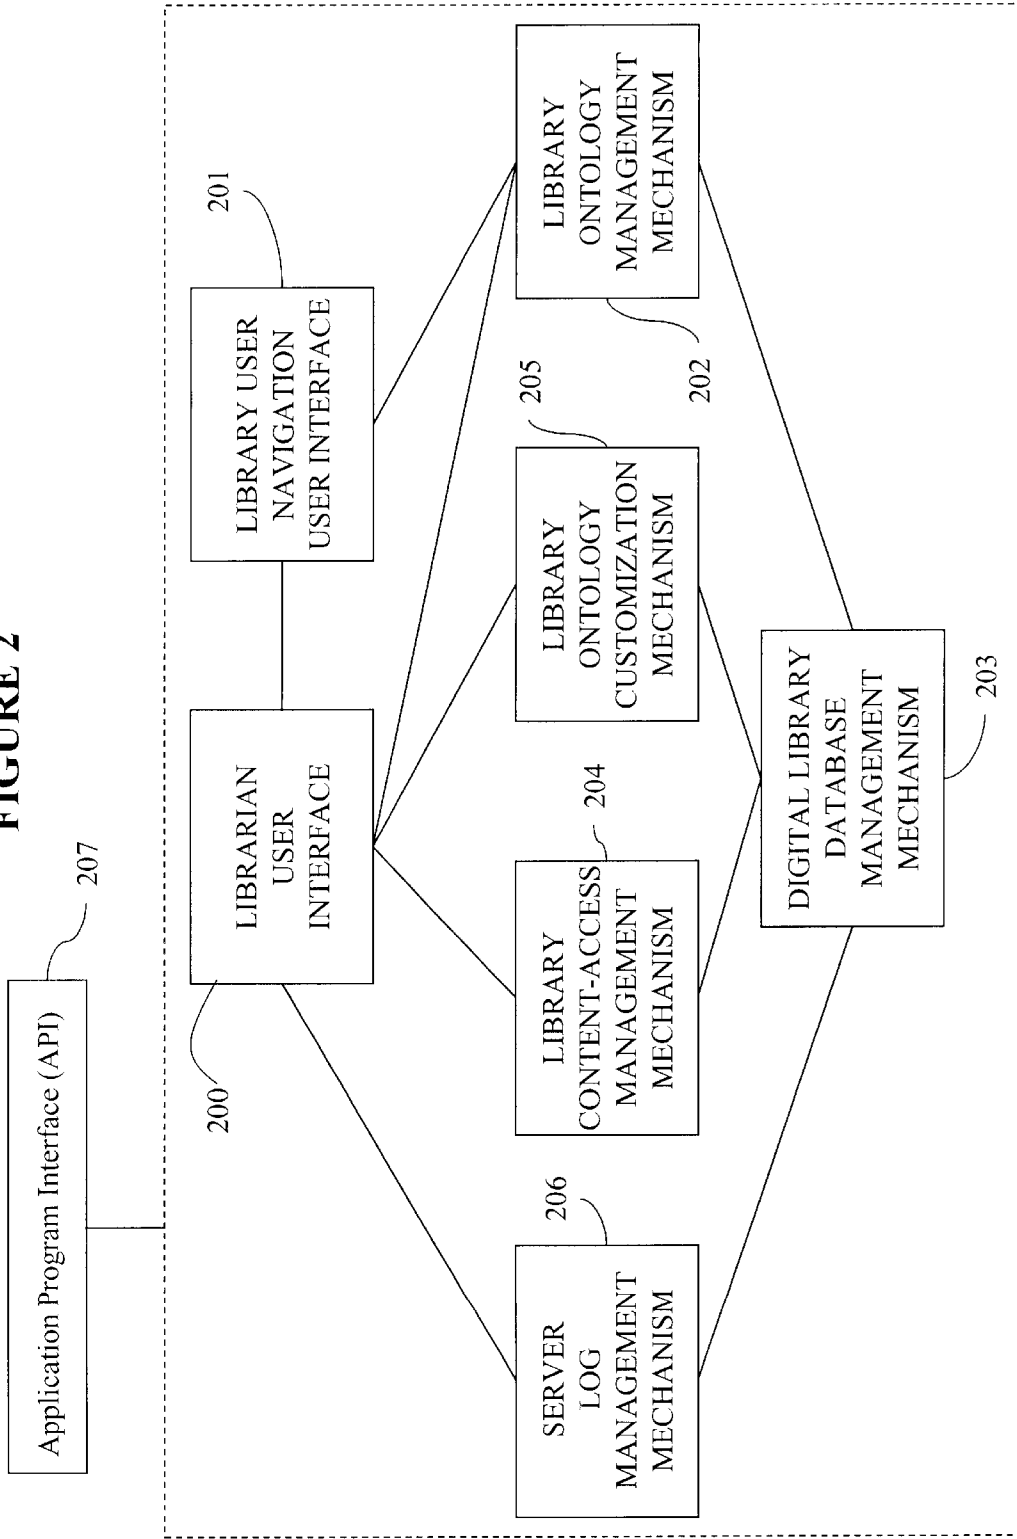 FIGURE 2
Application Program Interface (API)
207
LIBRARIAN
USER
INTERFACE
200
LIBRARY USER
NAVIGATION
USER INTERFACE
201
SERVER
LOG
MANAGEMENT
MECHANISM
206
LIBRARY
CONTENT-ACCESS
MANAGEMENT
MECHANISM
204
LIBRARY
ONTOLOGY
CUSTOMIZATION
MECHANISM
205
LIBRARY
ONTOLOGY
MANAGEMENT
MECHANISM
202
DIGITAL LIBRARY
DATABASE
MANAGEMENT
MECHANISM
203